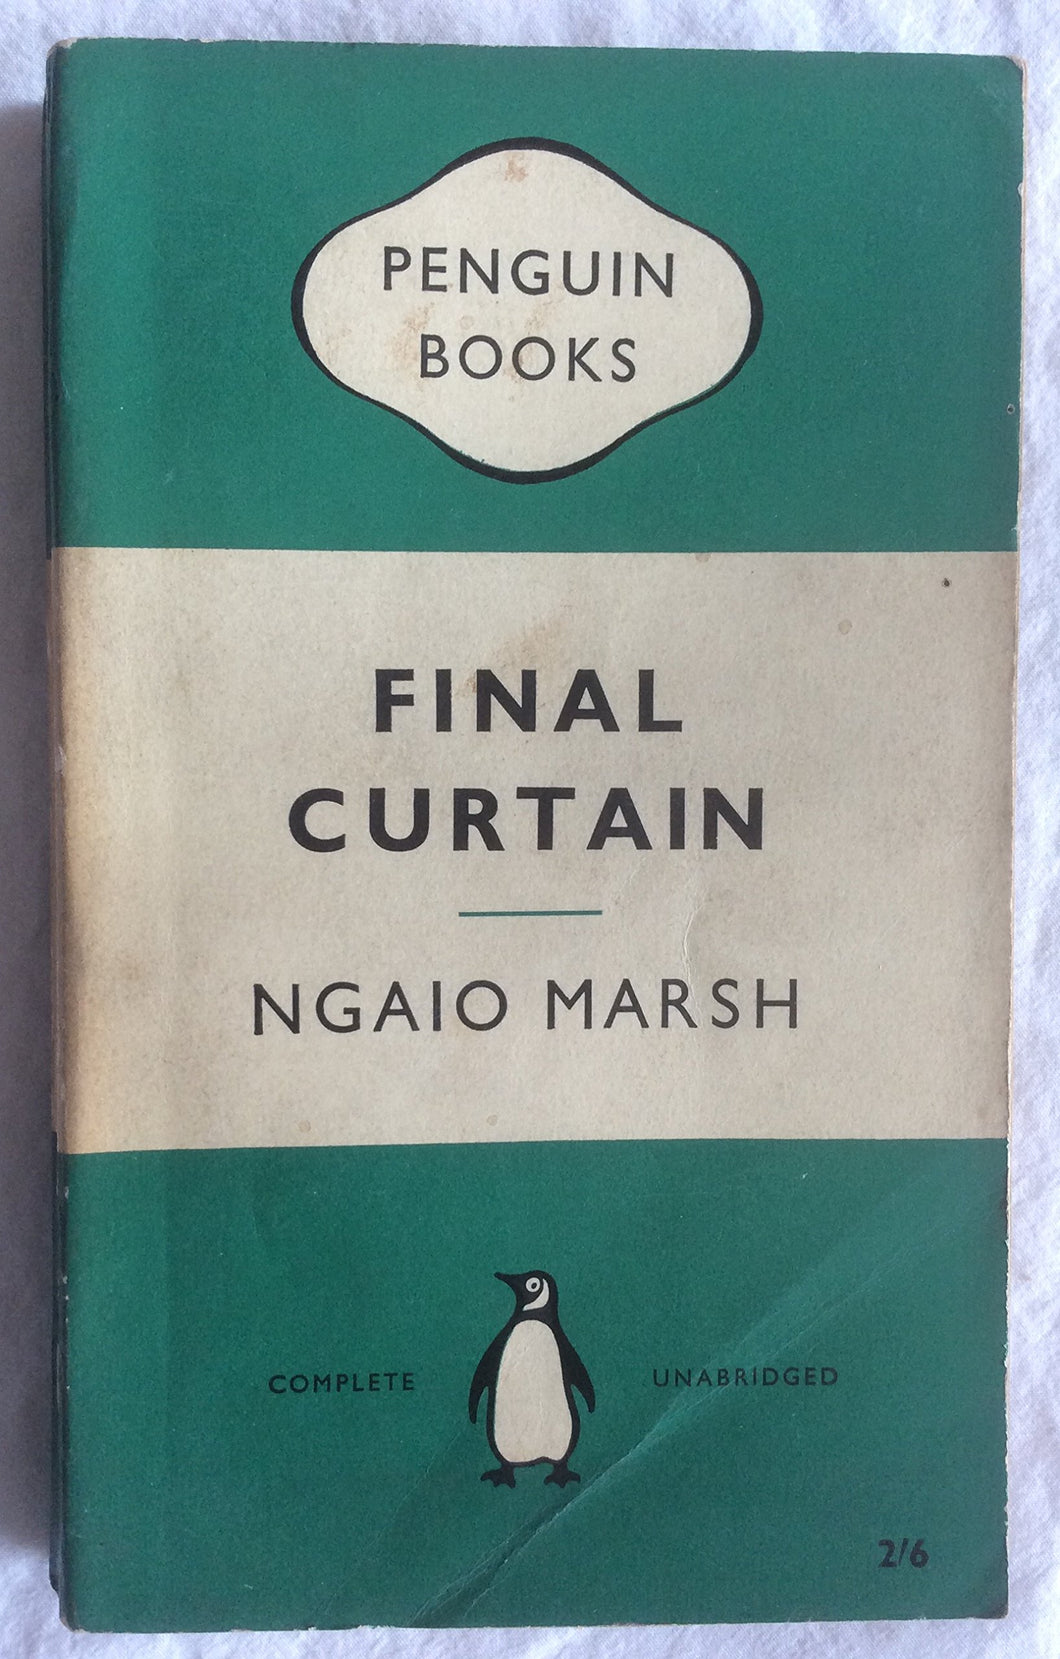 PENGUIN
BOOKS
FINAL
CURTAIN
NGAIO MARSH
COMPLETE UNABRIDGED
2/6